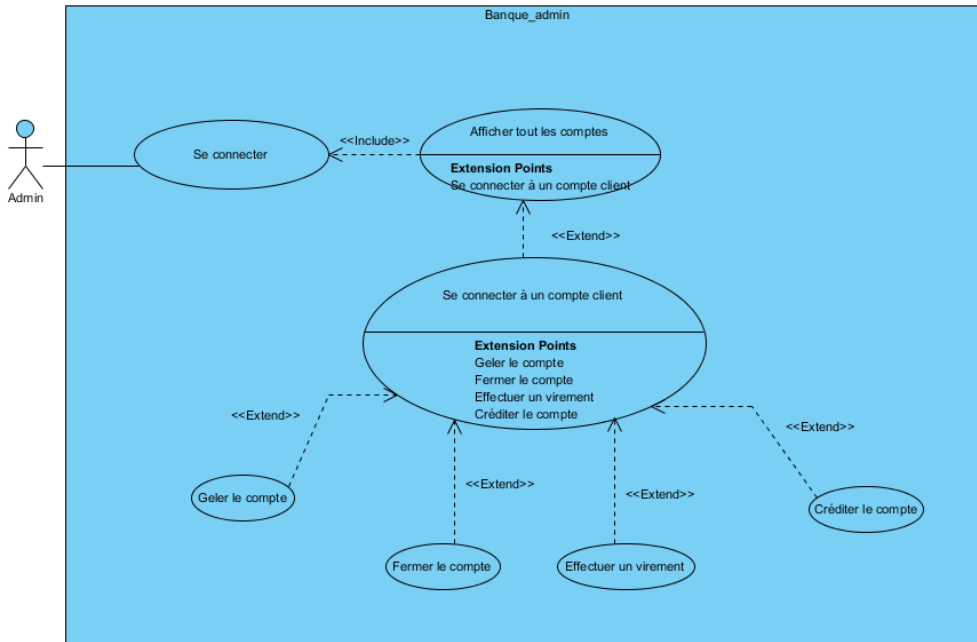 Banque_admin
Afficher tout les comptes
<<Include>>
Se connecter
Extension Points
Se connecter à un compte client
Admin
<<Extend>>
Se connecter à un compte client
Extension Points
Geler le compte
Fermer le compte
Effectuer un virement
Créditer le compte
<<Extend>>
<<Extend>>
<<Extend>>
<<Extend>>
Geler le compte
Créditer le compte
Fermer le compte
Effectuer un virement